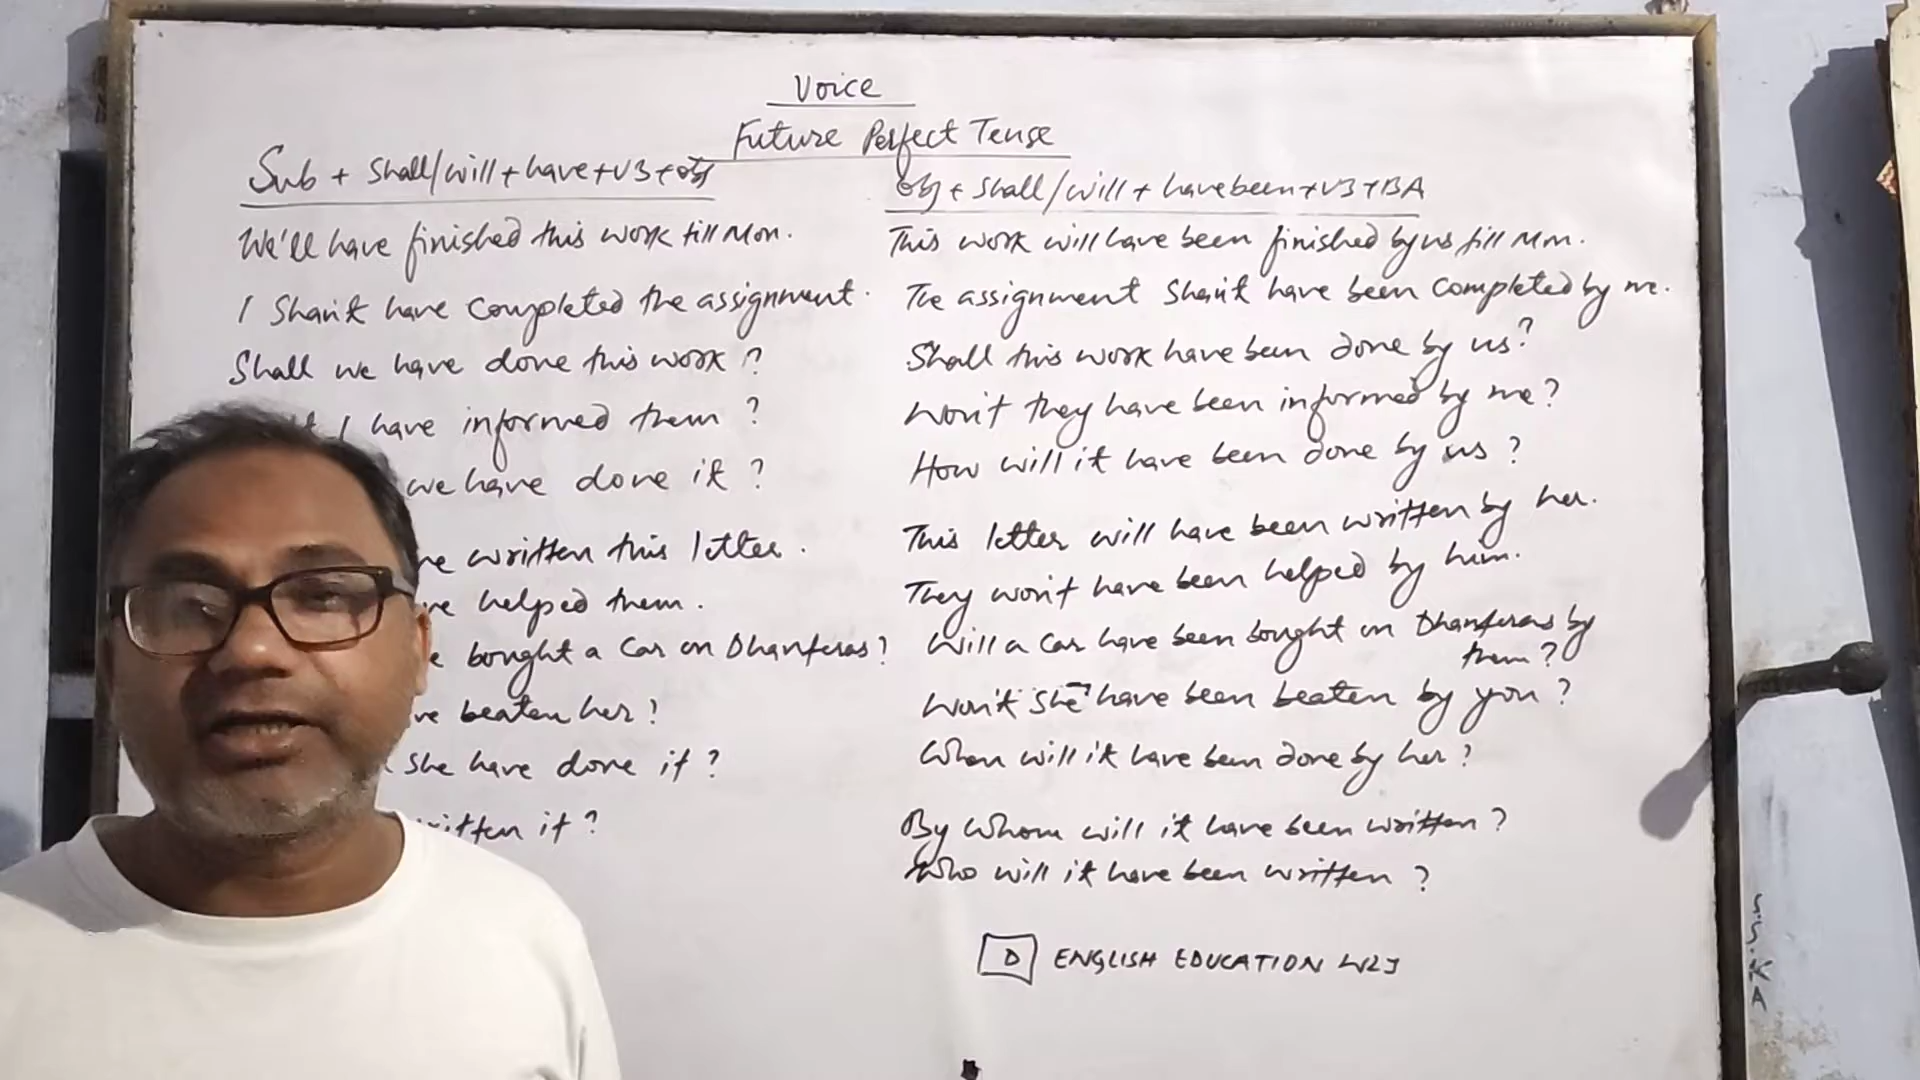 Voice
Future Perfect Tense
Sub + Shall/will + have + V3 + obj
We'll have finished this work till Mon.
I Shan't have completed the assignment.
Shall we have done this work?
I have informed them?
we have done it?
written this letter.
helped them.
bought a car on Dhanteras?
beaten her?
She have done it?
it?
Obj + Shall/will + have been + V3 + BA
This work will have been finished by us till Mon.
The assignment Shan't have been completed by me.
Shall this work have been done by us?
Won't they have been informed by me?
How will it have been done by us?
This letter will have been written by her.
They won't have been helped by him.
Will a car have been bought on Dhanteras by
them?
Won't She have been beaten by you?
When will it have been done by her?
By Whom will it have been written?
Who will it have been written?
D ENGLISH EDUCATION